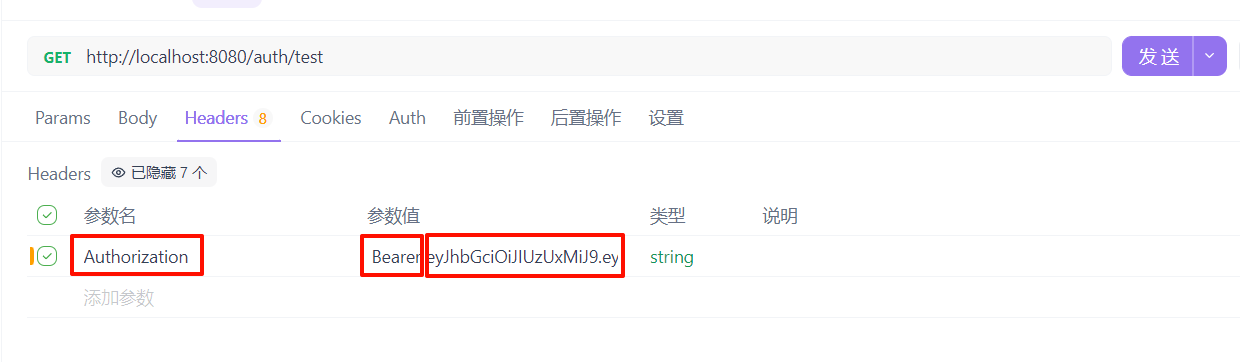 GET http://localhost:8080/auth/test 发 送
Params Body Headers 8 Cookies Auth 前置操作 后置操作 设置
Headers 已隐藏 7 个
参数名 参数值 类型 说明
Authorization Bearer eyJhbGciOiJIUzUxMiJ9.ey string
添加参数